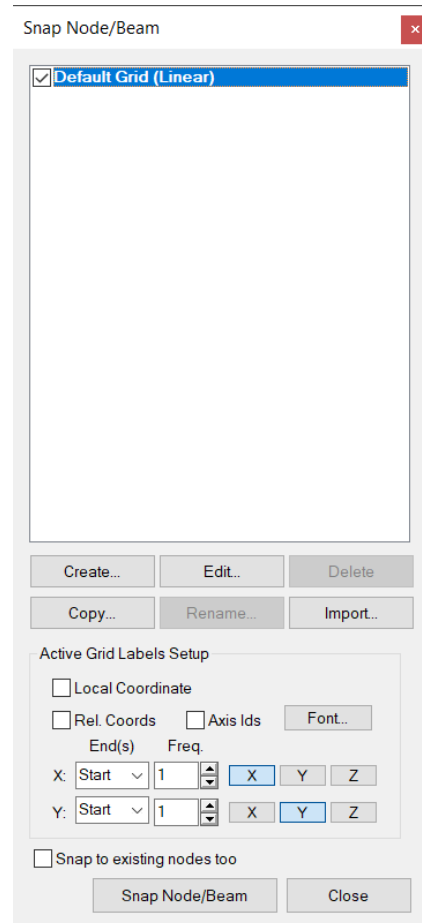 Snap Node/Beam
Default Grid (Linear)
Create... Edit... Delete
Copy... Rename... Import...
Active Grid Labels Setup
Local Coordinate
Rel. Coords Axis Ids Font...
End(s) Freq.
X: Start 1 X Y Z
Y: Start 1 X Y Z
Snap to existing nodes too
Snap Node/Beam Close